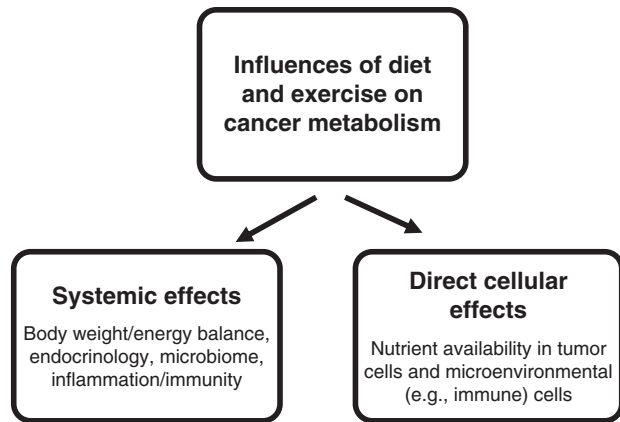 Influences of diet
and exercise on
cancer metabolism
Systemic effects
Body weight/energy balance,
endocrinology, microbiome,
inflammation/immunity
Direct cellular
effects
Nutrient availability in tumor
cells and microenvironmental
(e.g., immune) cells